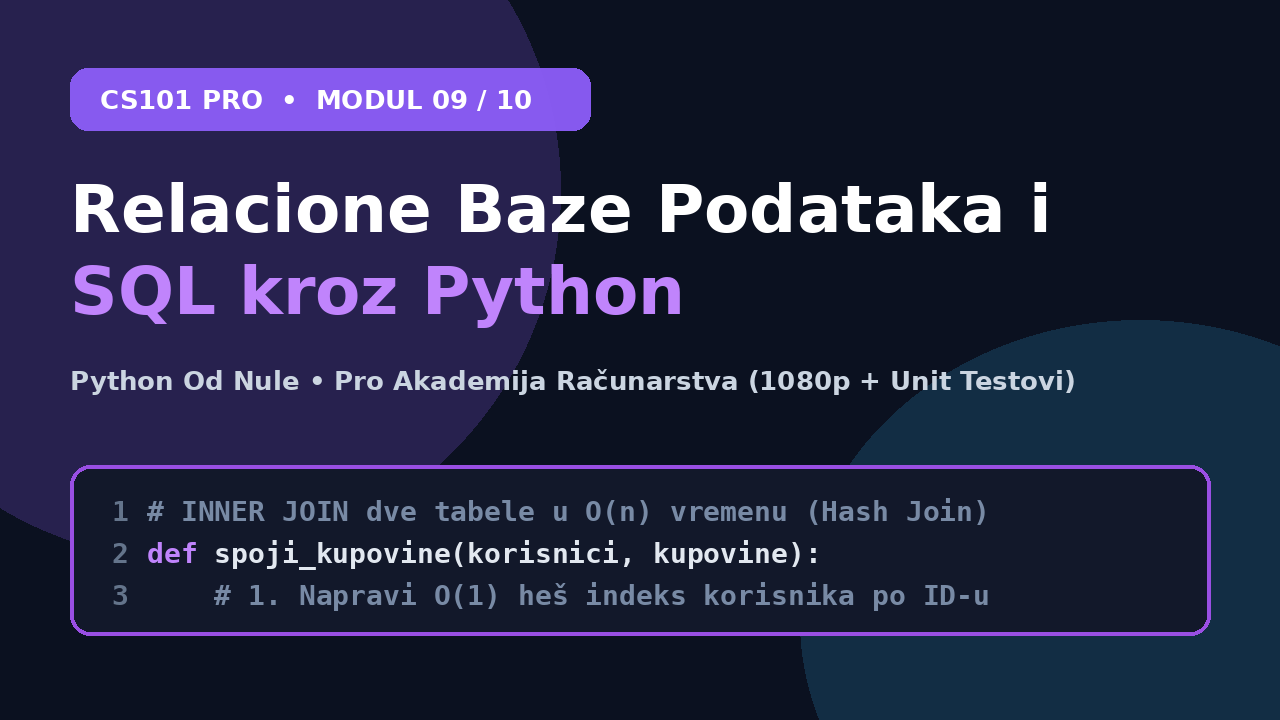 CS101 PRO • MODUL 09 / 10
Relacione Baze Podataka i
SQL kroz Python
Python Od Nule • Pro Akademija Računarstva (1080p + Unit Testovi)
1 # INNER JOIN dve tabele u O(n) vremenu (Hash Join)
2 def spoji_kupovine(korisnici, kupovine):
3     # 1. Napravi O(1) heš indeks korisnika po ID-u